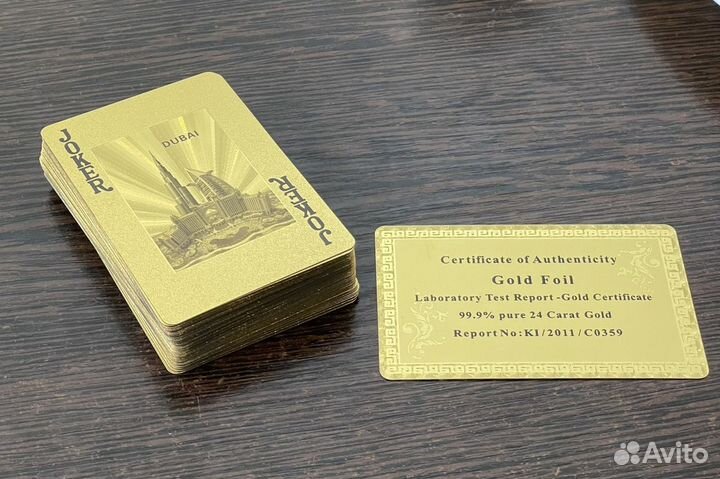 JOKER
DUBAI
JOKER
Certificate of Authenticity
Gold Foil
Laboratory Test Report-Gold Certificate
99.9% pure 24 Carat Gold
Report No:KI/2011/C0359
Avito